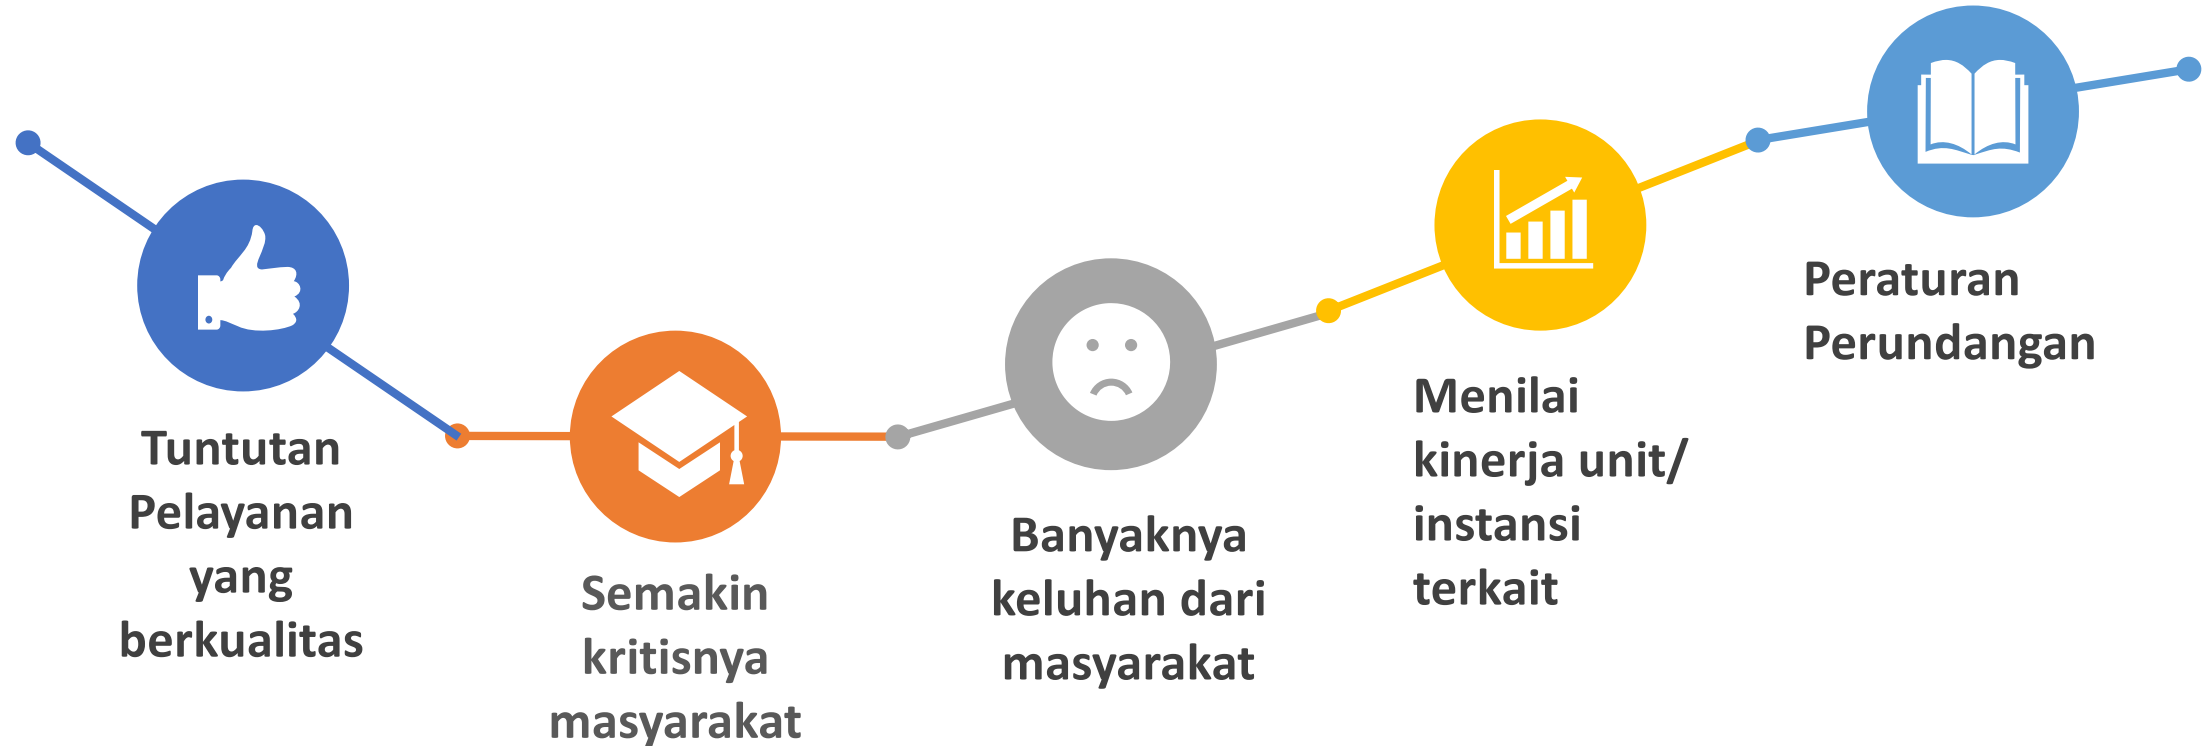 Tuntutan
Pelayanan
yang
berkualitas
Semakin
kritisnya
masyarakat
Banyaknya
keluhan dari
masyarakat
Menilai
kinerja unit/
instansi
terkait
Peraturan
Perundangan